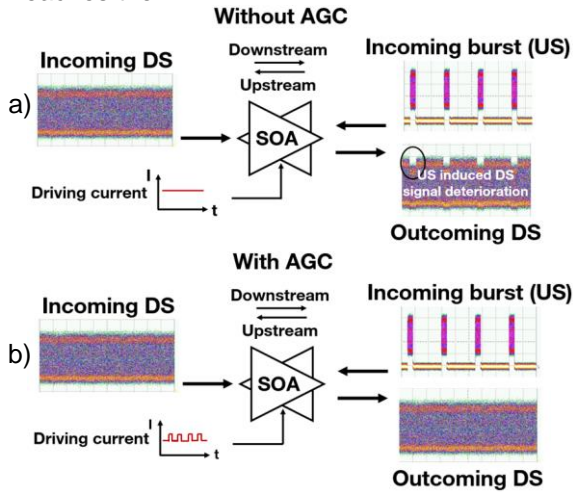 Without AGC
Incoming DS
Downstream
Upstream
Incoming burst (US)
a)
SOA
Driving current
I
t
US induced DS
signal deterioration
Outcoming DS
With AGC
Incoming DS
Downstream
Upstream
Incoming burst (US)
b)
SOA
Driving current
I
t
Outcoming DS